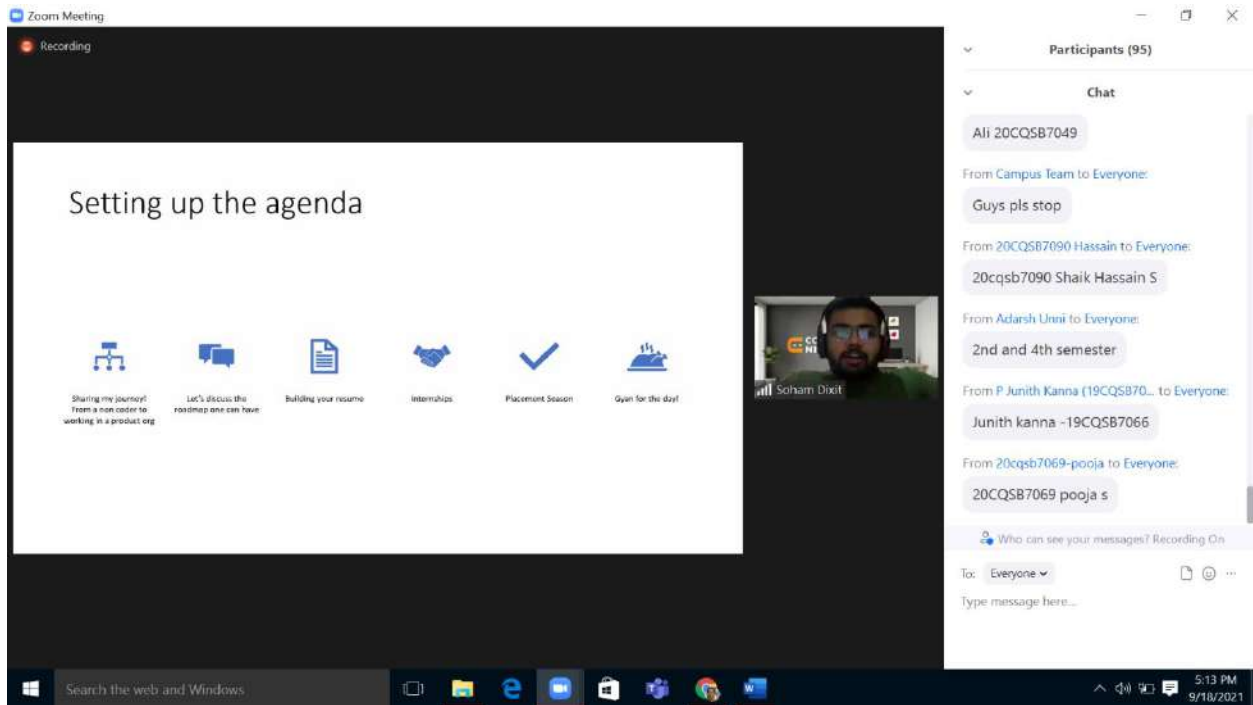 Zoom Meeting
Recording
Setting up the agenda
Sharing my journey!
From a non coder to
working in a product org
Let's discuss the
roadmap one can have
Building your resume
Internships
Placement Season
Gyan for the day!
Soham Dixit
Participants (95)
Chat
Ali 20CQSB7049
From Campus Team to Everyone:
Guys pls stop
From 20CQSB7090 Hassain to Everyone:
20cqsb7090 Shaik Hassain S
From Adarsh Unni to Everyone:
2nd and 4th semester
From P Junith Kanna (19CQSB70... to Everyone:
Junith kanna -19CQSB7066
From 20cqsb7069-pooja to Everyone:
20CQSB7069 pooja s
Who can see your messages? Recording On
To: Everyone
Type message here...
Search the web and Windows
5:13 PM
9/18/2021